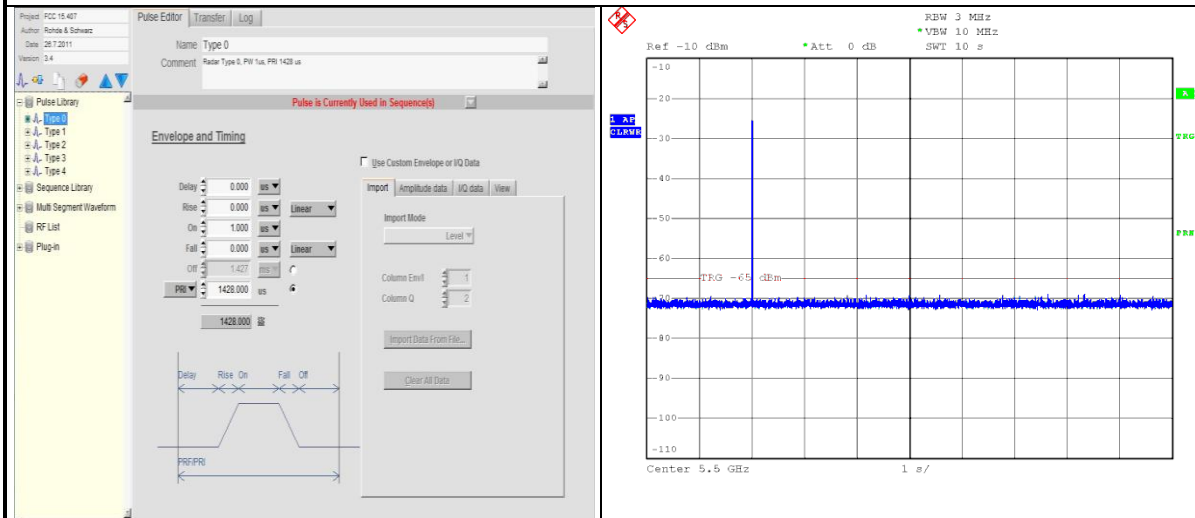 Project FCC 15.407
Author Rohde & Schwarz
Date 26.7.2011
Version 3.4
Pulse Library
Type 0
Type 1
Type 2
Type 3
Type 4
Sequence Library
Multi Segment Waveform
RF List
Plug-in
Pulse Editor Transfer Log
Name Type 0
Comment Radar Type 0, PW 1us, PRI 1428 us
Pulse is Currently Used in Sequence(s)
Envelope and Timing
Delay 0.000 us
Rise 0.000 us Linear
On 1.000 us
Fall 0.000 us Linear
Off 1.427 ms
PRI 1428.000 us
1428.000
Delay Rise On Fall Off
PRF/PRI
Use Custom Envelope or I/Q Data
Import Amplitude data I/Q data View
Import Mode
Level
Column Env/I 1
Column Q 2
Import Data From File...
Clear All Data
R S
RBW 3 MHz
*VBW 10 MHz
Ref -10 dBm *Att 0 dB SWT 10 s
-10
-20
-30
-40
-50
-60
-70
-80
-90
-100
-110
1 AP
CLRWR
TRG -65 dBm
A
TRG
PRN
Center 5.5 GHz 1 s/